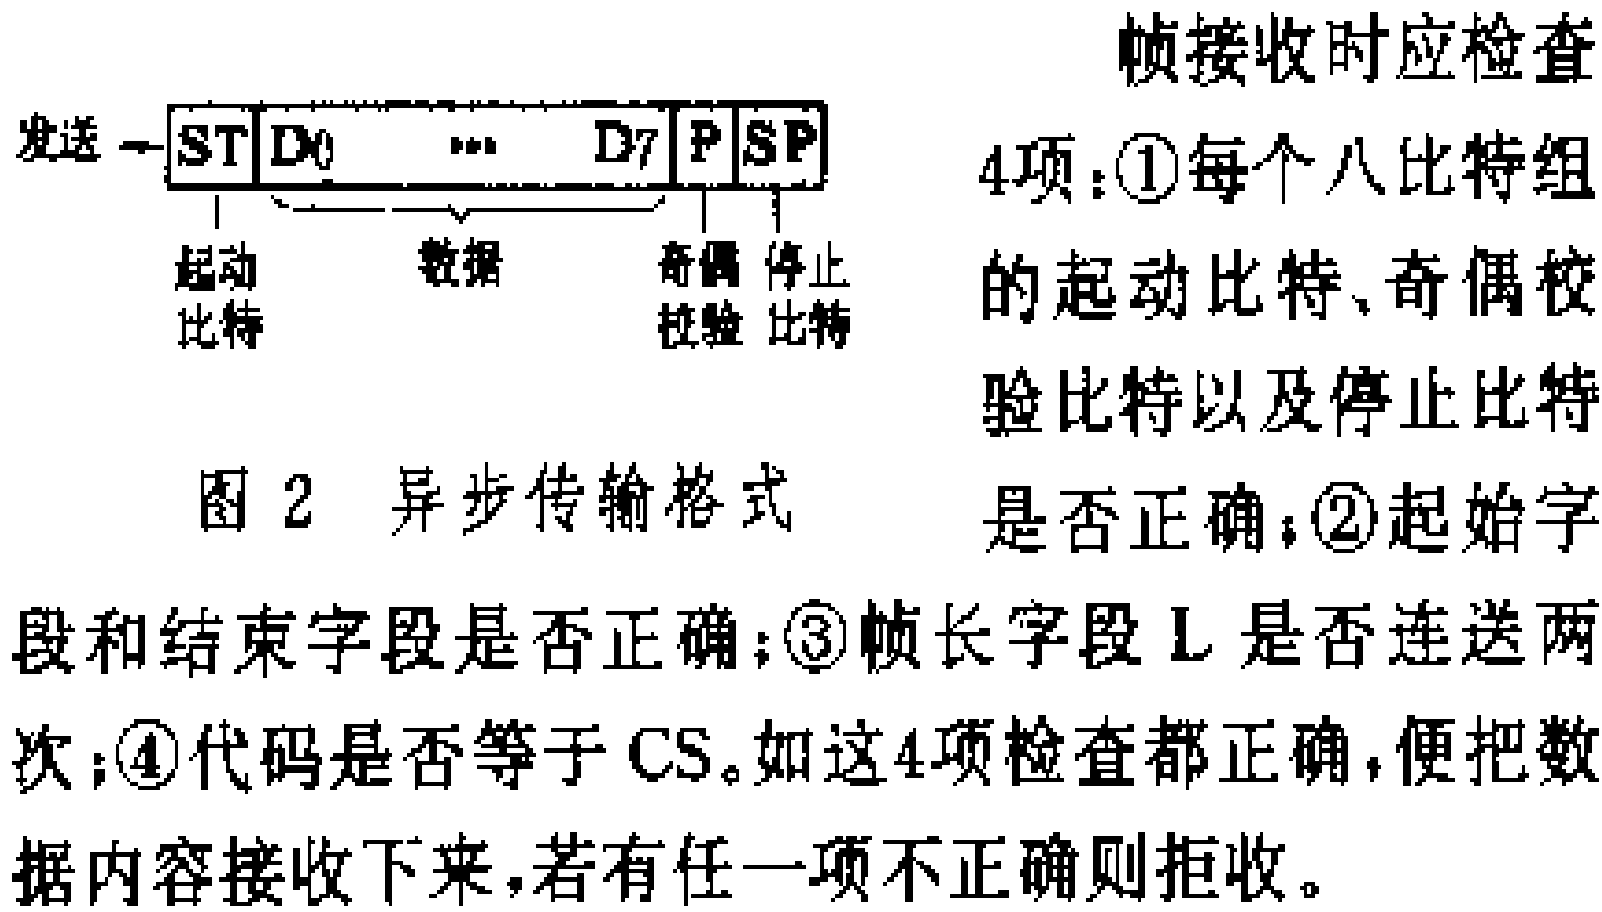 发送 → ST D0 … D7 P SP
起动 数据 奇偶 停止
比特 校验 比特
图 2 异步传输格式
帧接收时应检查
4项:①每个八比特组
的起动比特、奇偶校
验比特以及停止比特
是否正确;②起始字
段和结束字段是否正确;③帧长字段 L 是否连送两
次;④代码是否等于 CS。如这4项检查都正确,便把数
据内容接收下来,若有任一项不正确则拒收。